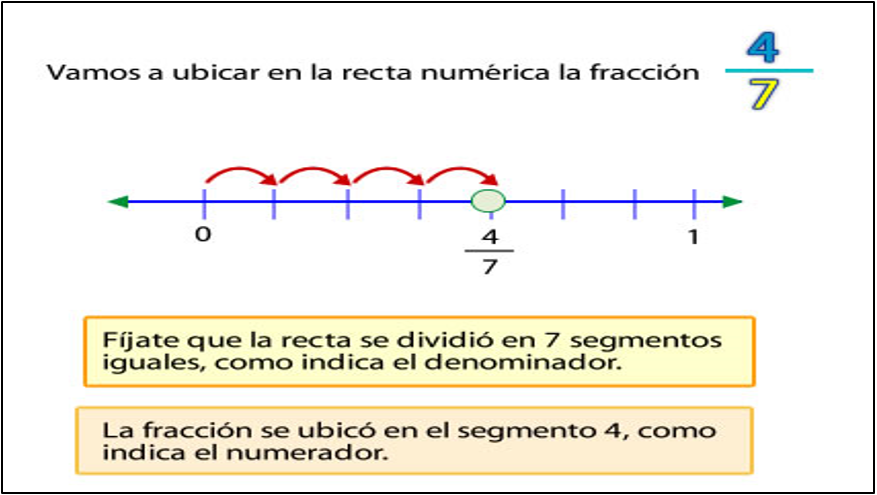 Vamos a ubicar en la recta numérica la fracción 4/7
0 4/7 1
Fíjate que la recta se dividió en 7 segmentos
iguales, como indica el denominador.
La fracción se ubicó en el segmento 4, como
indica el numerador.